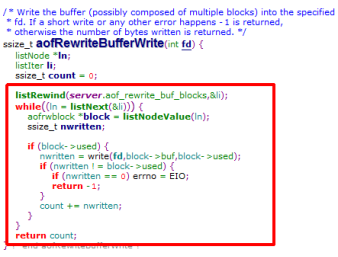 /* Write the buffer (possibly composed of multiple blocks) into the specified
* fd. If a short write or any other error happens -1 is returned,
* otherwise the number of bytes written is returned. */
ssize_t aofRewriteBufferWrite(int fd) {
listNode *ln;
listIter li;
ssize_t count = 0;
listRewind(server.aof_rewrite_buf_blocks,&li);
while((ln = listNext(&li))) {
aofrwblock *block = listNodeValue(ln);
ssize_t nwritten;
if (block->used) {
nwritten = write(fd,block->buf,block->used);
if (nwritten != block->used) {
if (nwritten == 0) errno = EIO;
return -1;
}
count += nwritten;
}
}
return count;
} /* end aofRewriteBufferWrite */